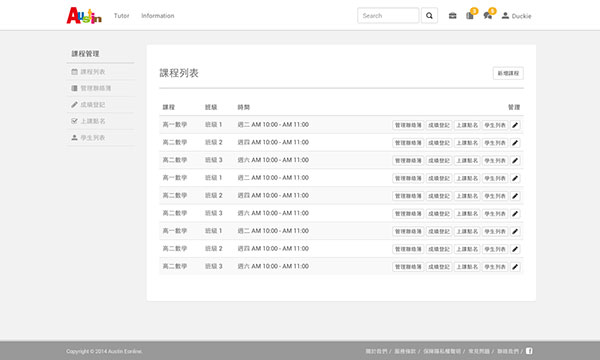 Austin Tutor Information Search Duckie
課程管理
課程列表
管理聯絡簿
成績登記
上課點名
學生列表
課程列表 新增課程
課程 班級 時間 管理
高一數學 班級 1 週二 AM 10:00 - AM 11:00 管理聯絡簿 成績登記 上課點名 學生列表
高二數學 班級 2 週四 AM 10:00 - AM 11:00 管理聯絡簿 成績登記 上課點名 學生列表
高二數學 班級 3 週六 AM 10:00 - AM 11:00 管理聯絡簿 成績登記 上課點名 學生列表
高一數學 班級 1 週二 AM 10:00 - AM 11:00 管理聯絡簿 成績登記 上課點名 學生列表
高二數學 班級 2 週四 AM 10:00 - AM 11:00 管理聯絡簿 成績登記 上課點名 學生列表
高二數學 班級 3 週六 AM 10:00 - AM 11:00 管理聯絡簿 成績登記 上課點名 學生列表
高一數學 班級 1 週二 AM 10:00 - AM 11:00 管理聯絡簿 成績登記 上課點名 學生列表
高二數學 班級 2 週四 AM 10:00 - AM 11:00 管理聯絡簿 成績登記 上課點名 學生列表
高二數學 班級 3 週六 AM 10:00 - AM 11:00 管理聯絡簿 成績登記 上課點名 學生列表
Copyright © 2014 Austin Eonline. 關於我們 / 服務條款 / 保障隱私權聲明 / 常見問題 / 聯絡我們 /